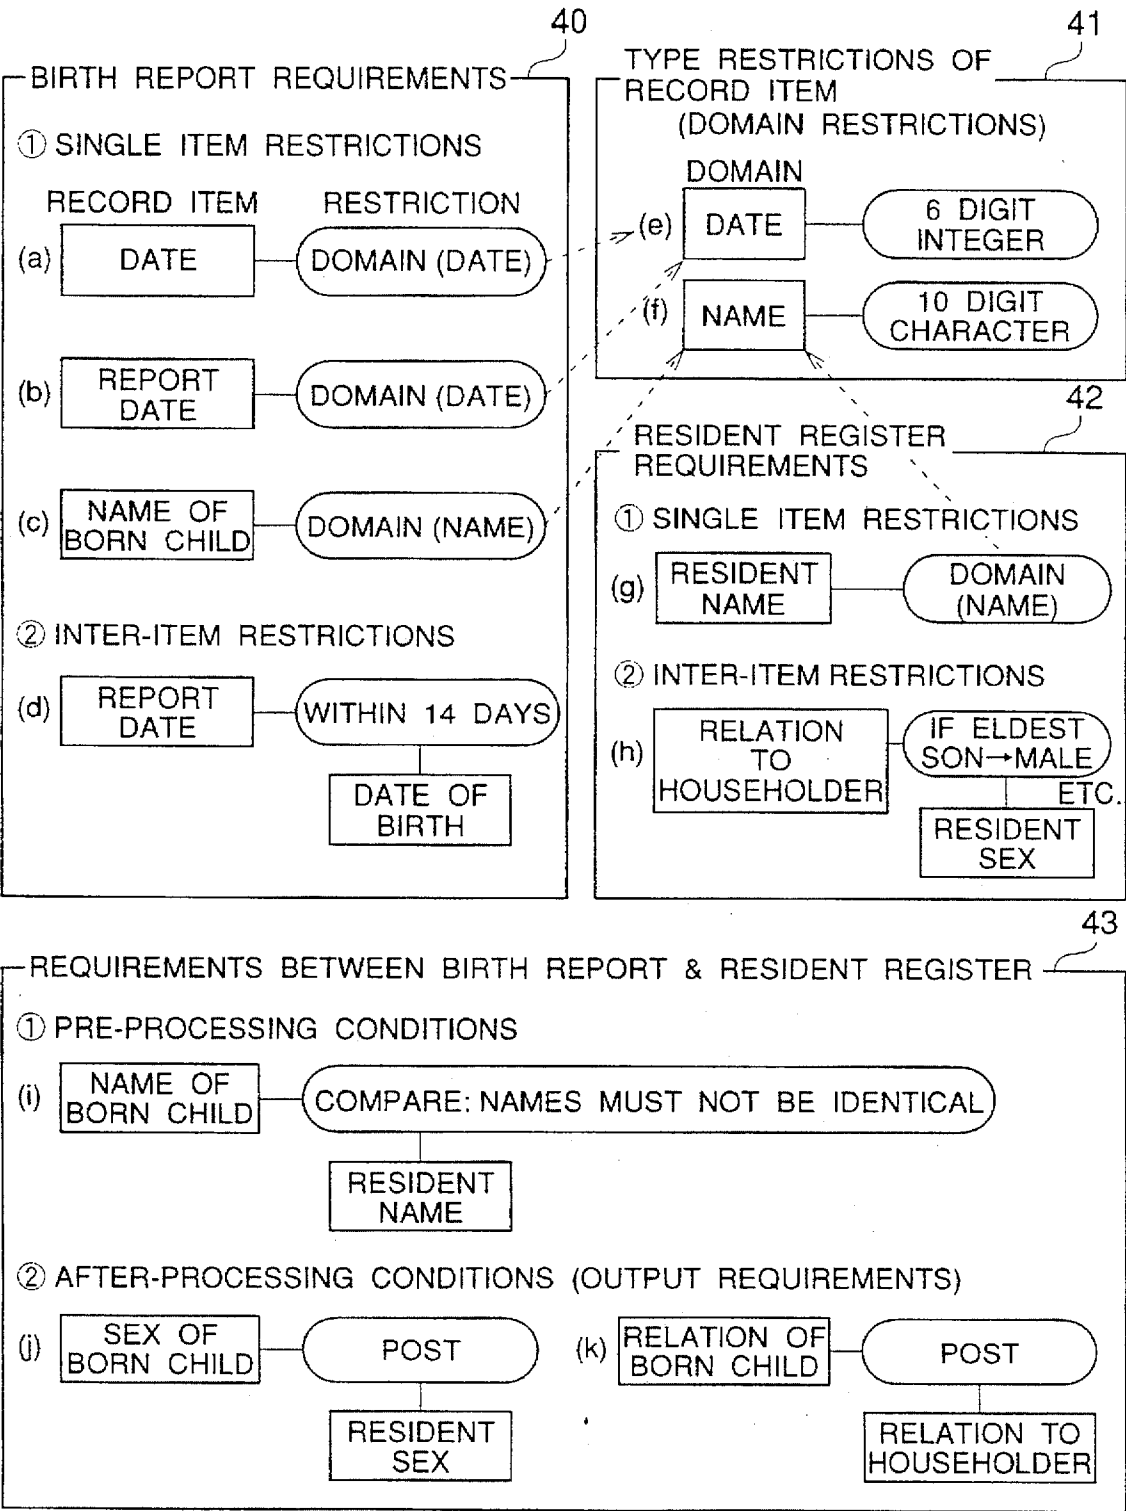 40
BIRTH REPORT REQUIREMENTS
① SINGLE ITEM RESTRICTIONS
RECORD ITEM RESTRICTION
(a) DATE DOMAIN (DATE)
(b) REPORT DATE DOMAIN (DATE)
(c) NAME OF BORN CHILD DOMAIN (NAME)
② INTER-ITEM RESTRICTIONS
(d) REPORT DATE WITHIN 14 DAYS
DATE OF
BIRTH
41
TYPE RESTRICTIONS OF
RECORD ITEM
(DOMAIN RESTRICTIONS)
DOMAIN
(e) DATE 6 DIGIT INTEGER
(f) NAME 10 DIGIT CHARACTER
42
RESIDENT REGISTER
REQUIREMENTS
① SINGLE ITEM RESTRICTIONS
(g) RESIDENT NAME DOMAIN (NAME)
② INTER-ITEM RESTRICTIONS
(h) RELATION TO HOUSEHOLDER IF ELDEST SON→MALE
ETC.
RESIDENT
SEX
43
REQUIREMENTS BETWEEN BIRTH REPORT & RESIDENT REGISTER
① PRE-PROCESSING CONDITIONS
(i) NAME OF BORN CHILD COMPARE: NAMES MUST NOT BE IDENTICAL
RESIDENT
NAME
② AFTER-PROCESSING CONDITIONS (OUTPUT REQUIREMENTS)
(j) SEX OF BORN CHILD POST
RESIDENT
SEX
(k) RELATION OF BORN CHILD POST
RELATION TO
HOUSEHOLDER